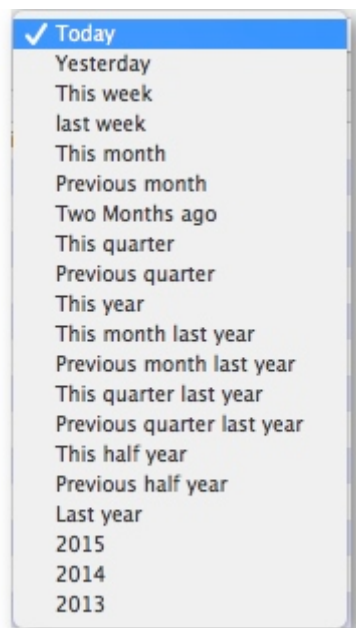 Today
Yesterday
This week
last week
This month
Previous month
Two Months ago
This quarter
Previous quarter
This year
This month last year
Previous month last year
This quarter last year
Previous quarter last year
This half year
Previous half year
Last year
2015
2014
2013